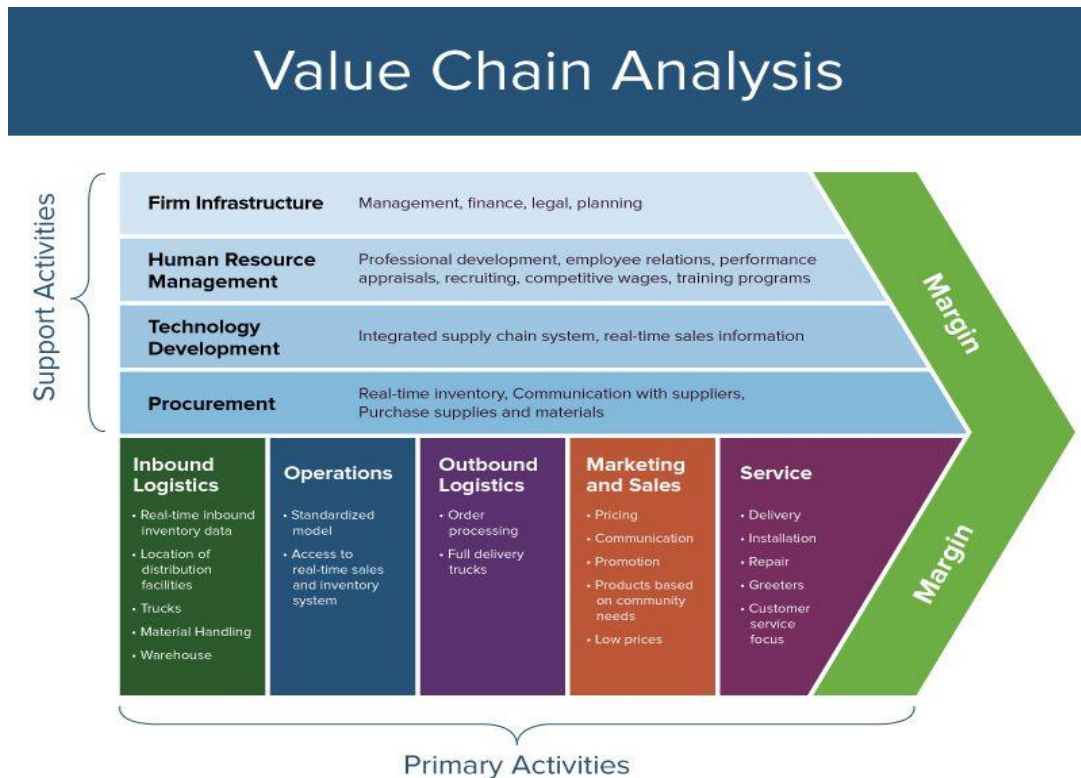 Value Chain Analysis
Support Activities
Firm Infrastructure
Management, finance, legal, planning
Human Resource
Management
Professional development, employee relations, performance
appraisals, recruiting, competitive wages, training programs
Technology
Development
Integrated supply chain system, real-time sales information
Procurement
Real-time inventory, Communication with suppliers,
Purchase supplies and materials
Margin
Inbound
Logistics
• Real-time inbound
inventory data
• Location of
distribution
facilities
• Trucks
• Material Handling
• Warehouse
Operations
• Standardized
model
• Access to
real-time sales
and inventory
system
Outbound
Logistics
• Order
processing
• Full delivery
trucks
Marketing
and Sales
• Pricing
• Communication
• Promotion
• Products based
on community
needs
• Low prices
Service
• Delivery
• Installation
• Repair
• Greeters
• Customer
service
focus
Margin
Primary Activities